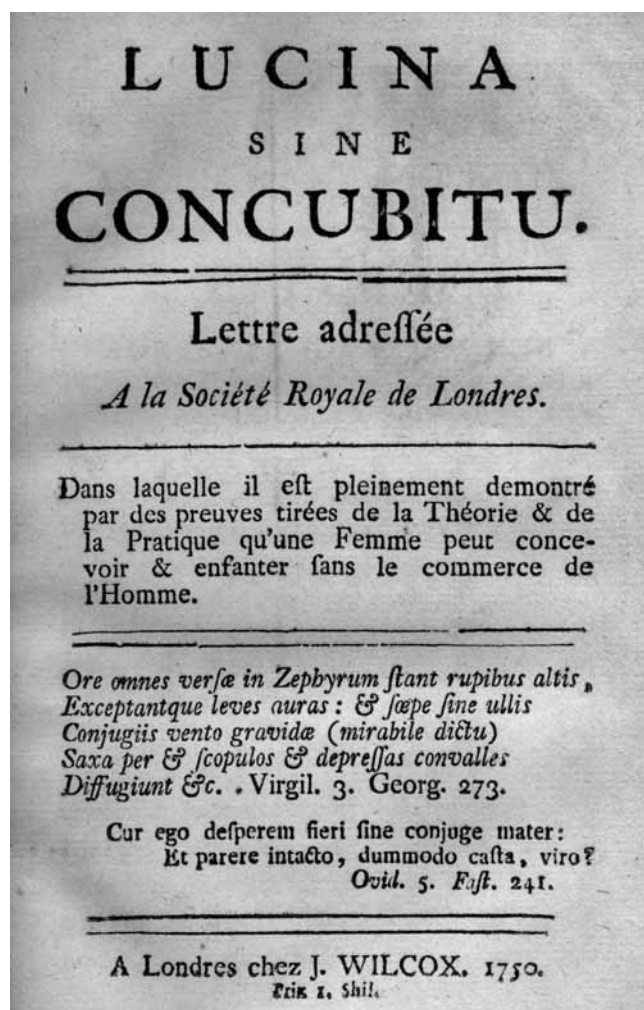 LUCINA
SINE
CONCUBITU.
Lettre adreſſée
A la Société Royale de Londres.
Dans laquelle il eſt pleinement demontré
par des preuves tirées de la Théorie & de
la Pratique qu'une Femme peut conce-
voir & enfanter ſans le commerce de
l'Homme.
Ore omnes verſæ in Zephyrum ſtant rupibus altis,
Exceptantque leves auras: & ſœpe ſine ullis
Conjugiis vento gravidæ (mirabile dictu)
Saxa per & ſcopulos & depreſſas convalles
Diffugiunt &c. . Virgil. 3. Georg. 273.
Cur ego deſperem fieri ſine conjuge mater:
Et parere intacto, dummodo caſta, viro?
Ovid. 5. Faſt. 241.
A Londres chez J. WILCOX. 1750.
Prix 1. Shil.